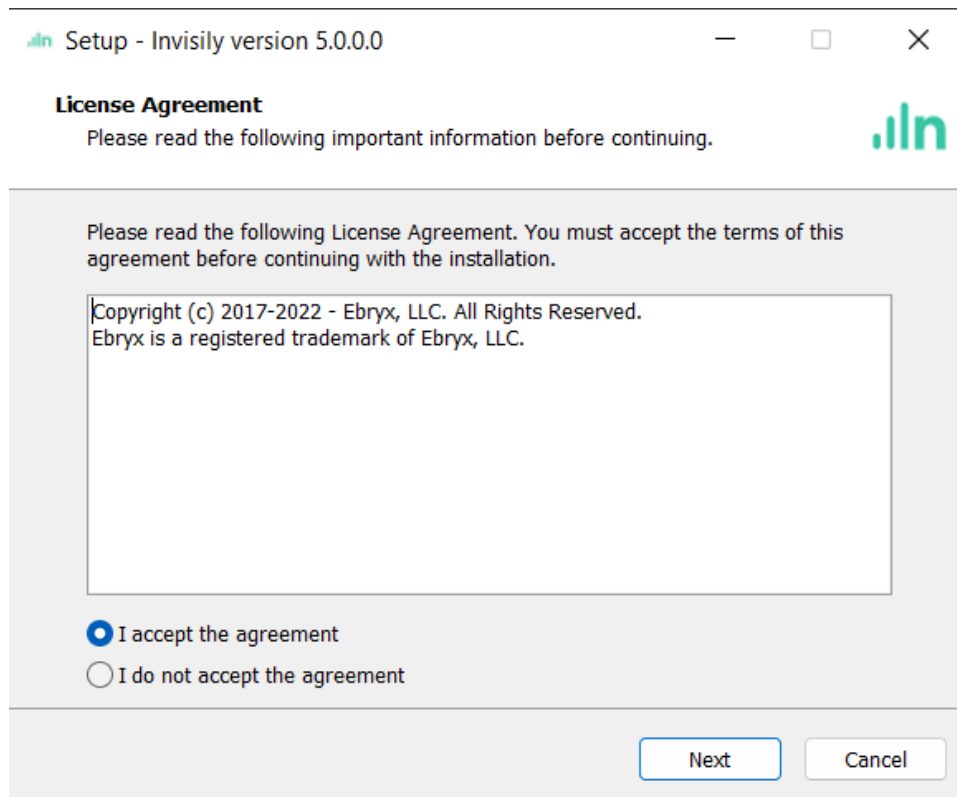 Setup - Invisily version 5.0.0.0
License Agreement
Please read the following important information before continuing.
Please read the following License Agreement. You must accept the terms of this
agreement before continuing with the installation.
Copyright (c) 2017-2022 - Ebryx, LLC. All Rights Reserved.
Ebryx is a registered trademark of Ebryx, LLC.
I accept the agreement
I do not accept the agreement
Next
Cancel